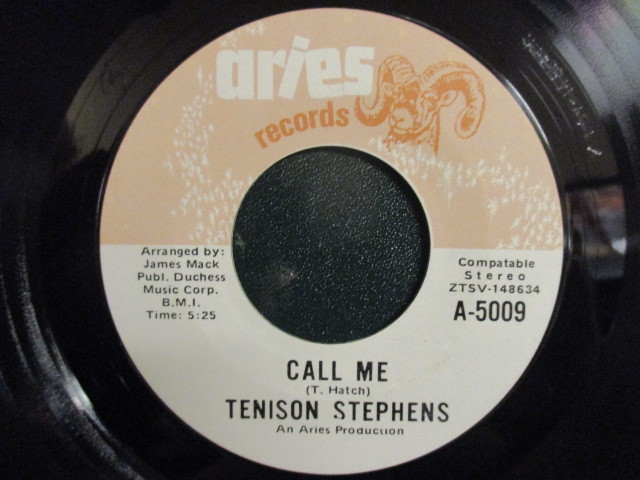 aries
records
Arranged by:
James Mack
Publ. Duchess
Music Corp.
B.M.I.
Time: 5:25
Compatable
Stereo
ZTSV-148634
A-5009
CALL ME
(T. Hatch)
TENISON STEPHENS
An Aries Production